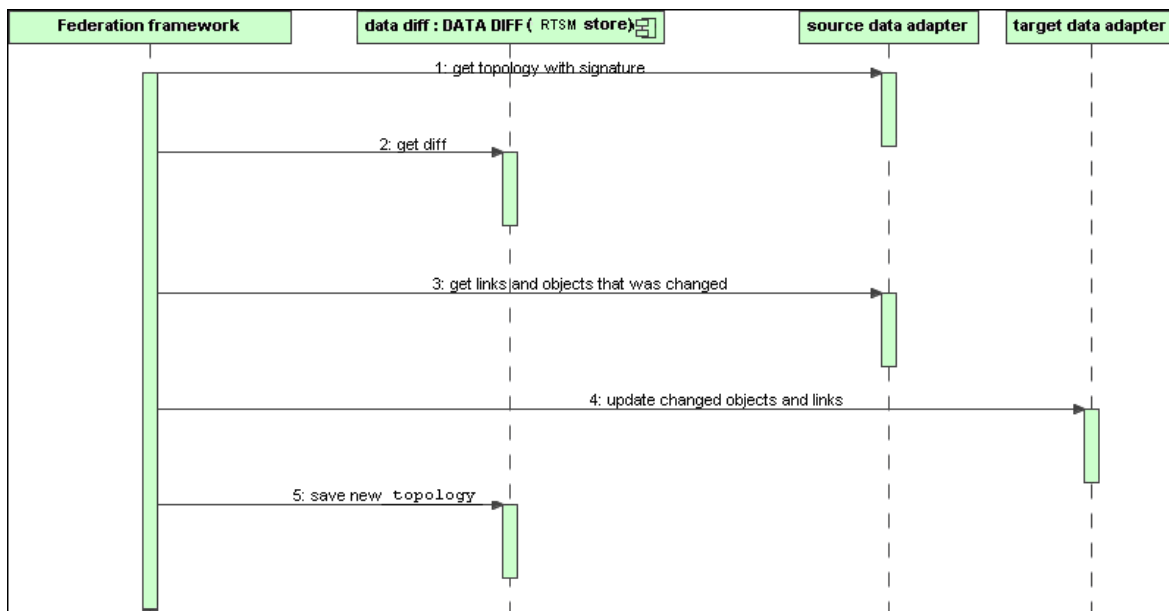 Federation framework
data diff : DATA DIFF( RTSM store)
source data adapter
target data adapter
1: get topology with signature
2: get diff
3: get links and objects that was changed
4: update changed objects and links
5: save new topology